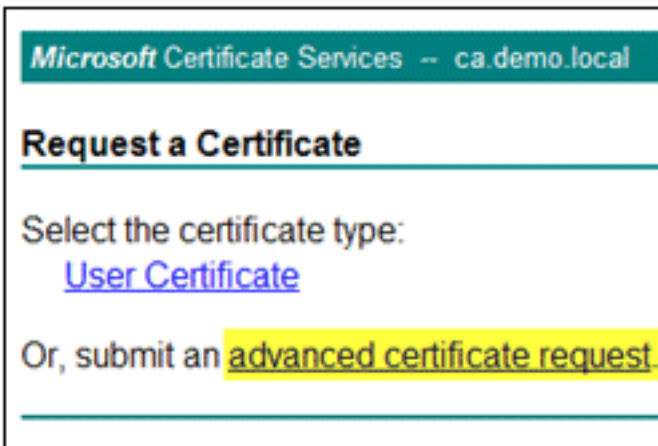 Microsoft Certificate Services -- ca.demo.local
Request a Certificate
Select the certificate type:
User Certificate
Or, submit an advanced certificate request.